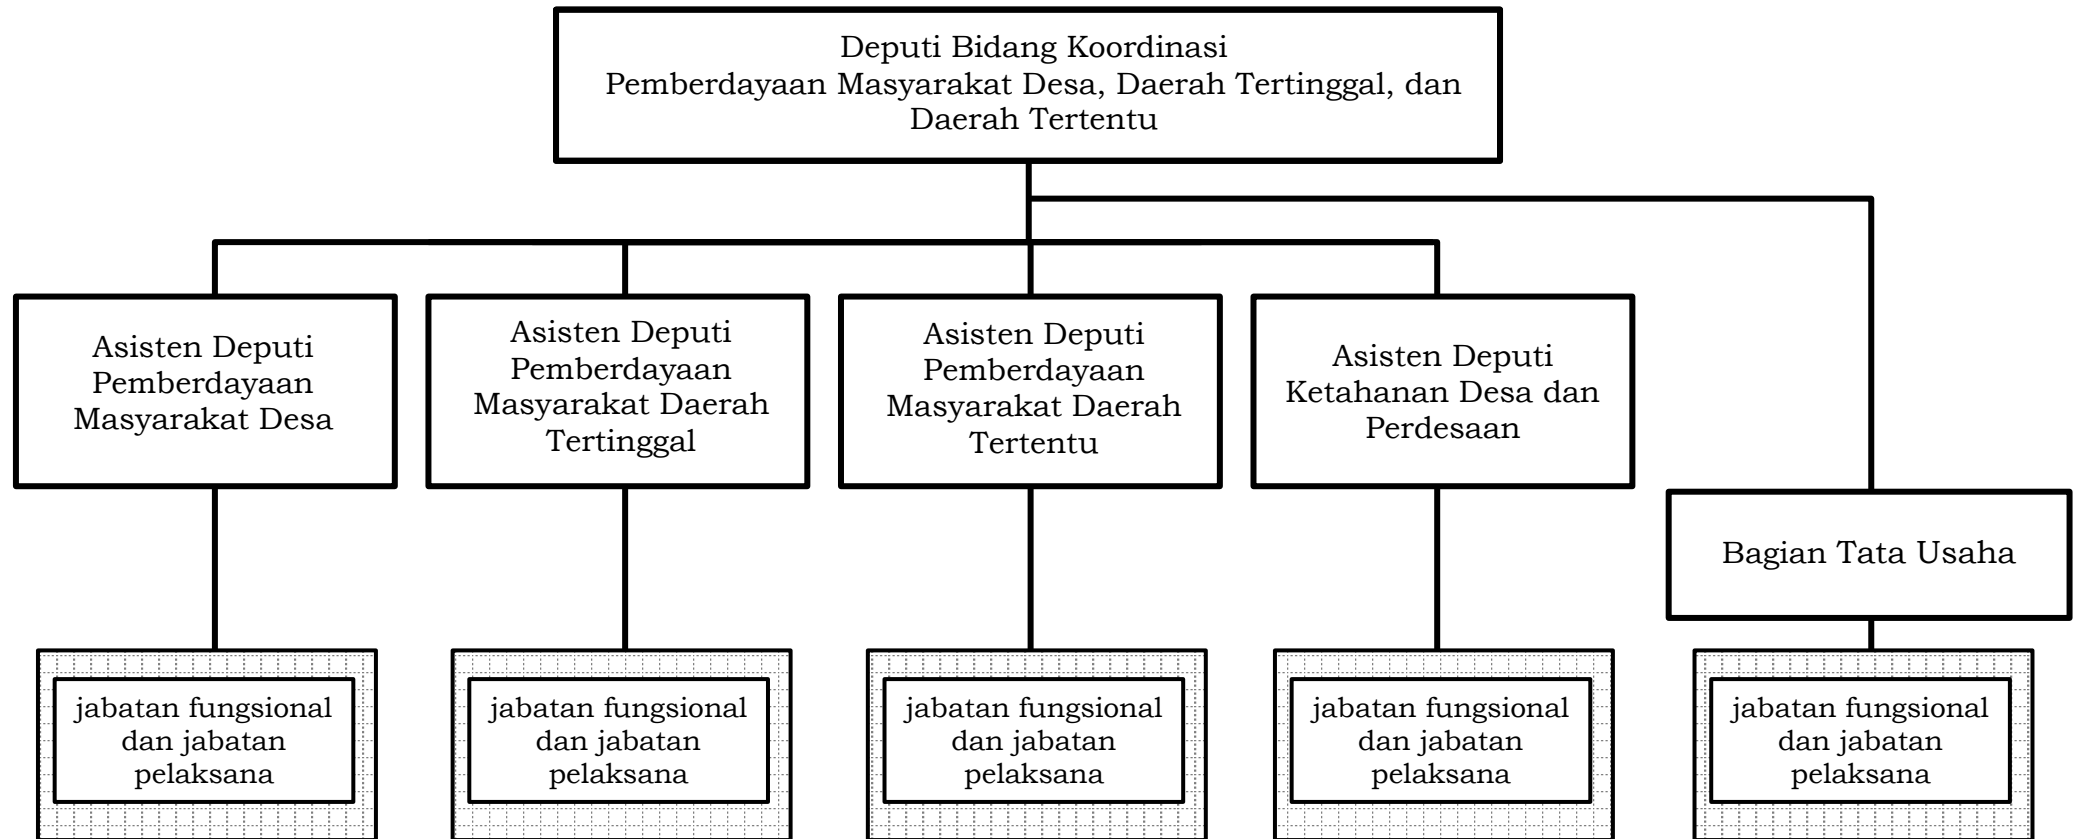 Deputi Bidang Koordinasi
Pemberdayaan Masyarakat Desa, Daerah Tertinggal, dan
Daerah Tertentu
Asisten Deputi
Pemberdayaan
Masyarakat Desa
Asisten Deputi
Pemberdayaan
Masyarakat Daerah
Tertinggal
Asisten Deputi
Pemberdayaan
Masyarakat Daerah
Tertentu
Asisten Deputi
Ketahanan Desa dan
Perdesaan
Bagian Tata Usaha
jabatan fungsional
dan jabatan
pelaksana
jabatan fungsional
dan jabatan
pelaksana
jabatan fungsional
dan jabatan
pelaksana
jabatan fungsional
dan jabatan
pelaksana
jabatan fungsional
dan jabatan
pelaksana